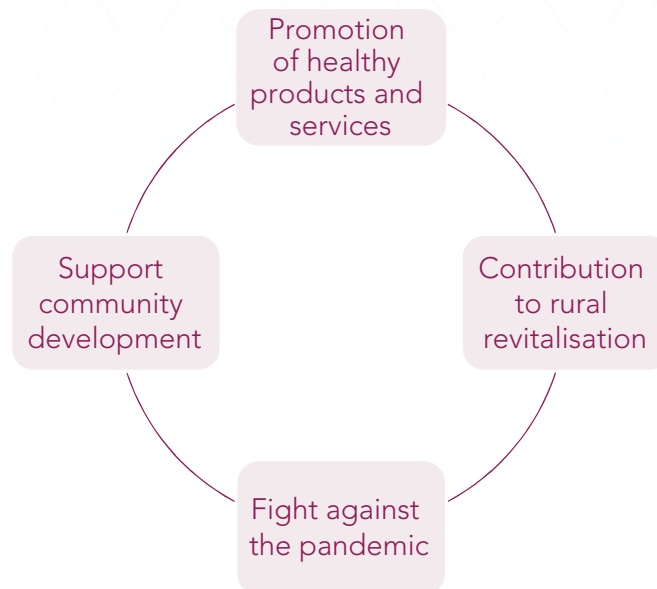 Promotion
of healthy
products and
services
Support
community
development
Contribution
to rural
revitalisation
Fight against
the pandemic